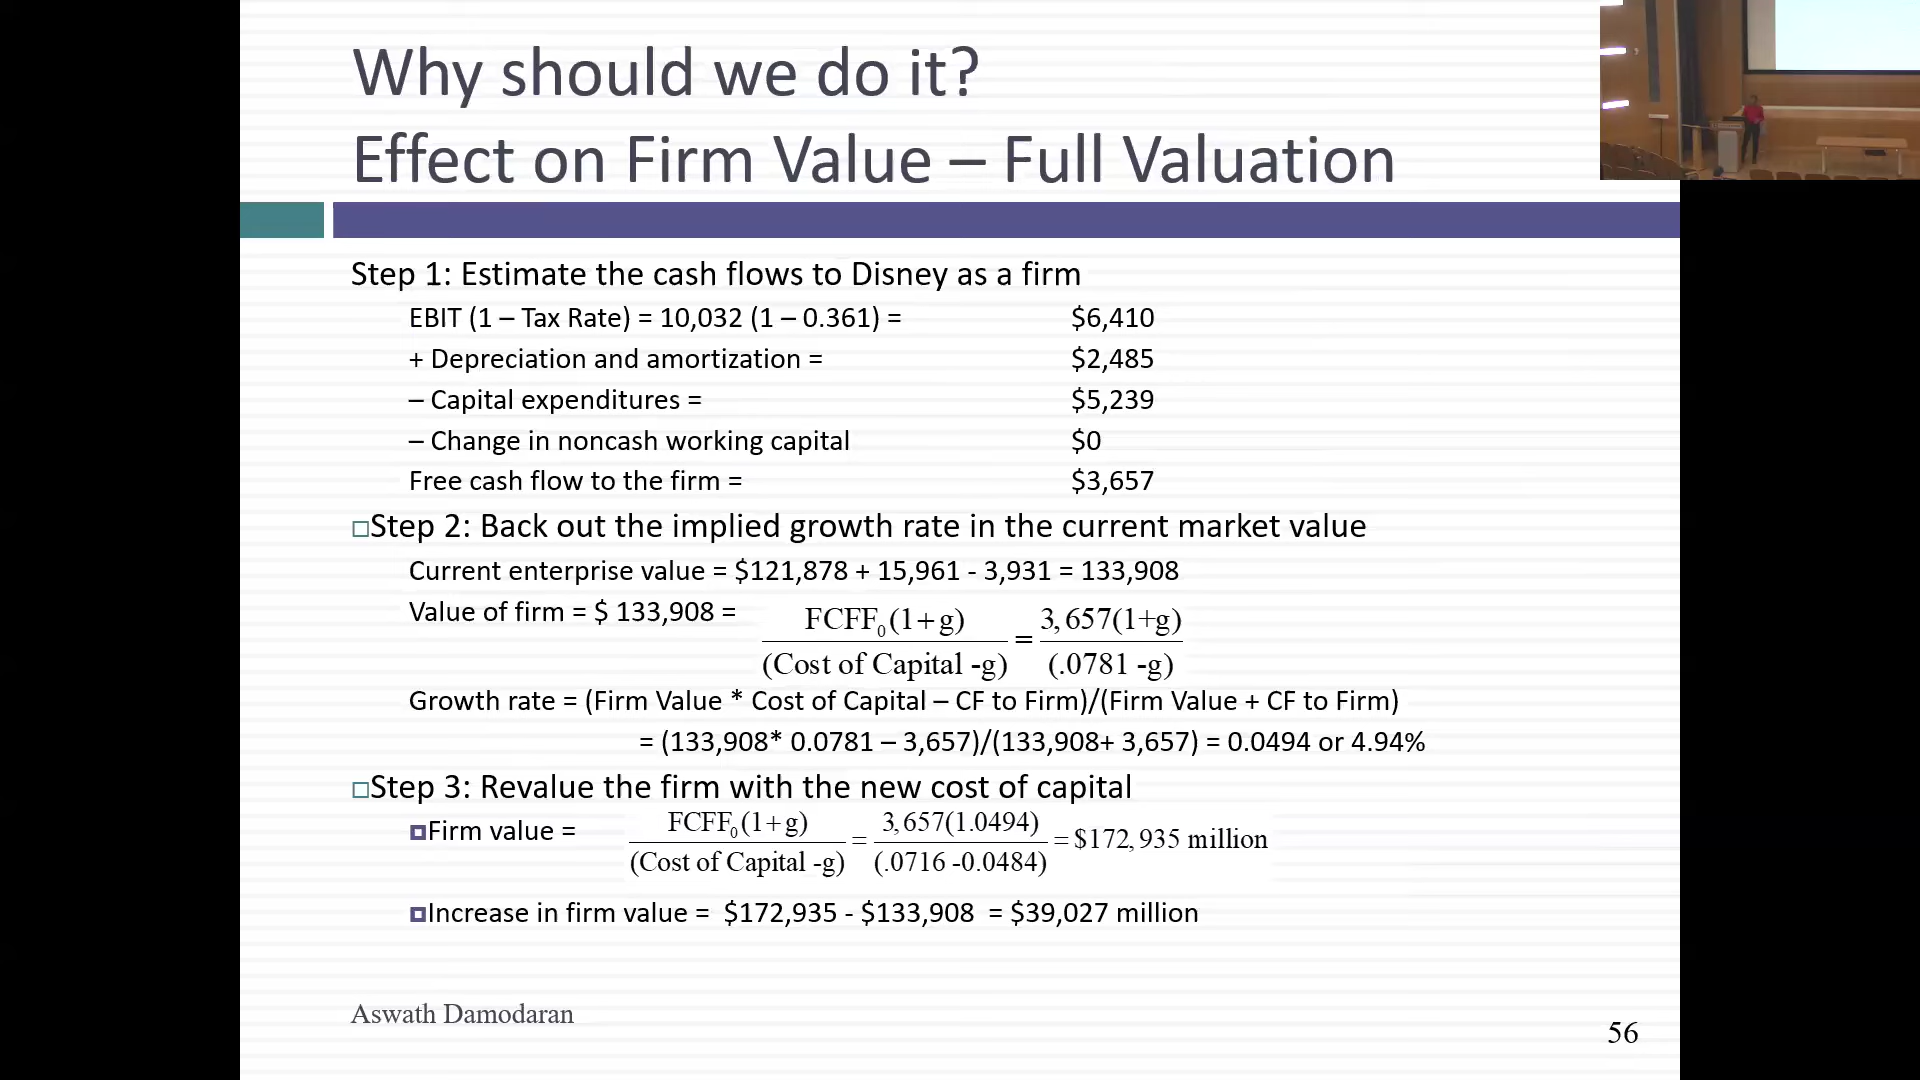 Why should we do it?
Effect on Firm Value – Full Valuation
Step 1: Estimate the cash flows to Disney as a firm
EBIT (1 – Tax Rate) = 10,032 (1 – 0.361) = $6,410
+ Depreciation and amortization = $2,485
– Capital expenditures = $5,239
– Change in noncash working capital $0
Free cash flow to the firm = $3,657
Step 2: Back out the implied growth rate in the current market value
Current enterprise value = $121,878 + 15,961 - 3,931 = 133,908
Value of firm = $ 133,908 = FCFF₀(1+g) / (Cost of Capital -g) = 3,657(1+g) / (.0781 -g)
Growth rate = (Firm Value * Cost of Capital – CF to Firm)/(Firm Value + CF to Firm)
= (133,908* 0.0781 – 3,657)/(133,908+ 3,657) = 0.0494 or 4.94%
Step 3: Revalue the firm with the new cost of capital
Firm value = FCFF₀(1+g) / (Cost of Capital -g) = 3,657(1.0494) / (.0716 -0.0484) = $172,935 million
Increase in firm value = $172,935 - $133,908 = $39,027 million
Aswath Damodaran
56